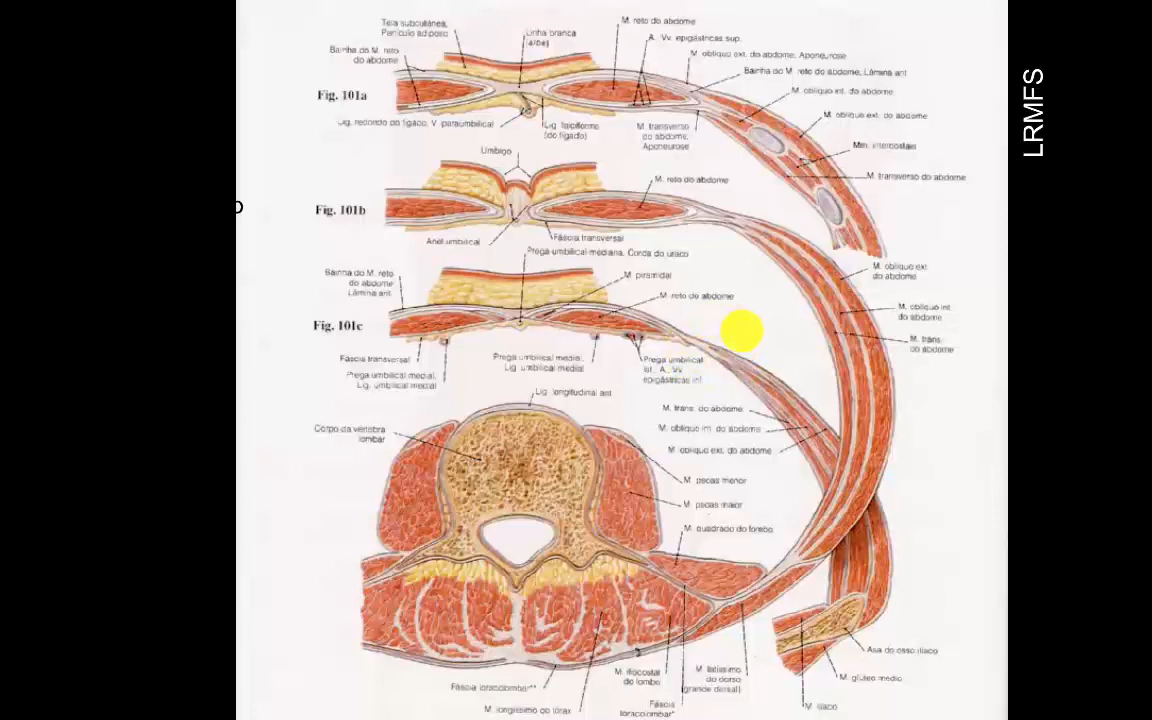 Tela subcutânea,
Panículo adiposo
Linha branca
(alba)
M. reto do abdome
A. Vv. epigástricas sup.
M. oblíquo ext. do abdome, Aponeurose
Bainha do M. reto do abdome, Lâmina ant.
M. oblíquo int. do abdome
M. oblíquo ext. do abdome
Mm. intercostais
M. transverso do abdome
Bainha do M. reto
do abdome
Fig. 101a
Lig. redondo do fígado, V. paraumbilical
Lig. falciforme
(do fígado)
M. transverso
do abdome,
Aponeurose
Umbigo
M. reto do abdome
o
Fig. 101b
Anel umbilical
Fáscia transversal
Prega umbilical mediana, Corda do úraco
Bainha do M. reto
do abdome
Lâmina ant.
M. piramidal
M. reto do abdome
Fig. 101c
Fáscia transversal
Prega umbilical medial,
Lig. umbilical medial
Prega umbilical medial,
Lig. umbilical medial
Prega umbilical
lat., A., Vv.
epigástricas inf.
M. oblíquo ext.
do abdome
M. oblíquo int.
do abdome
M. trans.
do abdome
Lig. longitudinal ant.
Corpo da vértebra
lombar
M. trans. do abdome
M. oblíquo int. do abdome
M. oblíquo ext. do abdome
M. psoas menor
M. psoas maior
M. quadrado do lombo
Asa do osso ilíaco
M. glúteo médio
M. ilíaco
M. latíssimo
do dorso
(grande dorsal)
M. iliocostal
do lombo
Fáscia
toracolombar*
Fáscia toracolombar**
M. longíssimo do tórax
LRMFS